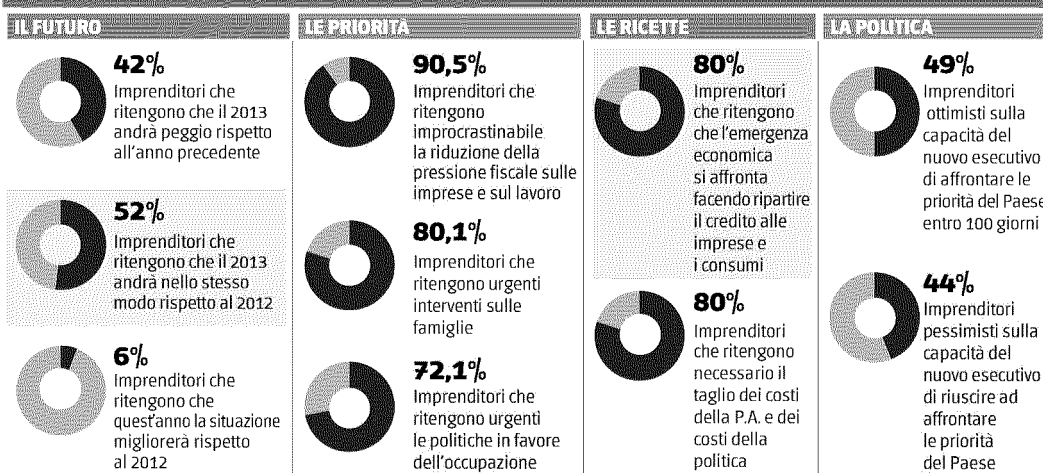 IL FUTURO
42%
Imprenditori che
ritengono che il 2013
andrà peggio rispetto
all'anno precedente
52%
Imprenditori che
ritengono che il 2013
andrà nello stesso
modo rispetto al 2012
6%
Imprenditori che
ritengono che
quest'anno la situazione
migliorerà rispetto
al 2012
LE PRIORITÀ
90,5%
Imprenditori che
ritengono
improcrastinabile
la riduzione della
pressione fiscale sulle
imprese e sul lavoro
80,1%
Imprenditori che
ritengono urgenti
interventi sulle
famiglie
72,1%
Imprenditori che
ritengono urgenti
le politiche in favore
dell'occupazione
LE RICETTE
80%
Imprenditori
che ritengono
che l'emergenza
economica
si affronta
facendo ripartire
il credito alle
imprese e
i consumi
80%
Imprenditori
che ritengono
necessario il
taglio dei costi
della P.A. e dei
costi della
politica
LA POLITICA
49%
Imprenditori
ottimisti sulla
capacità del
nuovo esecutivo
di affrontare le
priorità del Paese
entro 100 giorni
44%
Imprenditori
pessimisti sulla
capacità del
nuovo esecutivo
di riuscire ad
affrontare
le priorità
del Paese